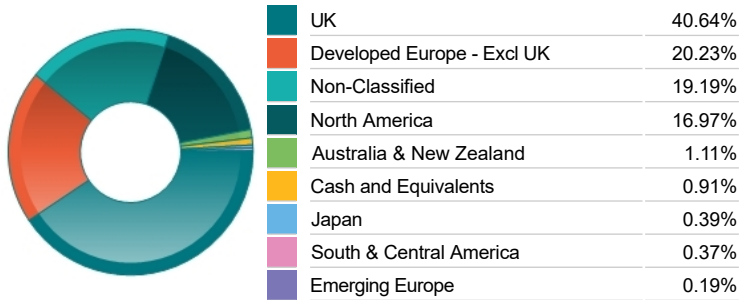 UK 40.64%
Developed Europe - Excl UK 20.23%
Non-Classified 19.19%
North America 16.97%
Australia & New Zealand 1.11%
Cash and Equivalents 0.91%
Japan 0.39%
South & Central America 0.37%
Emerging Europe 0.19%